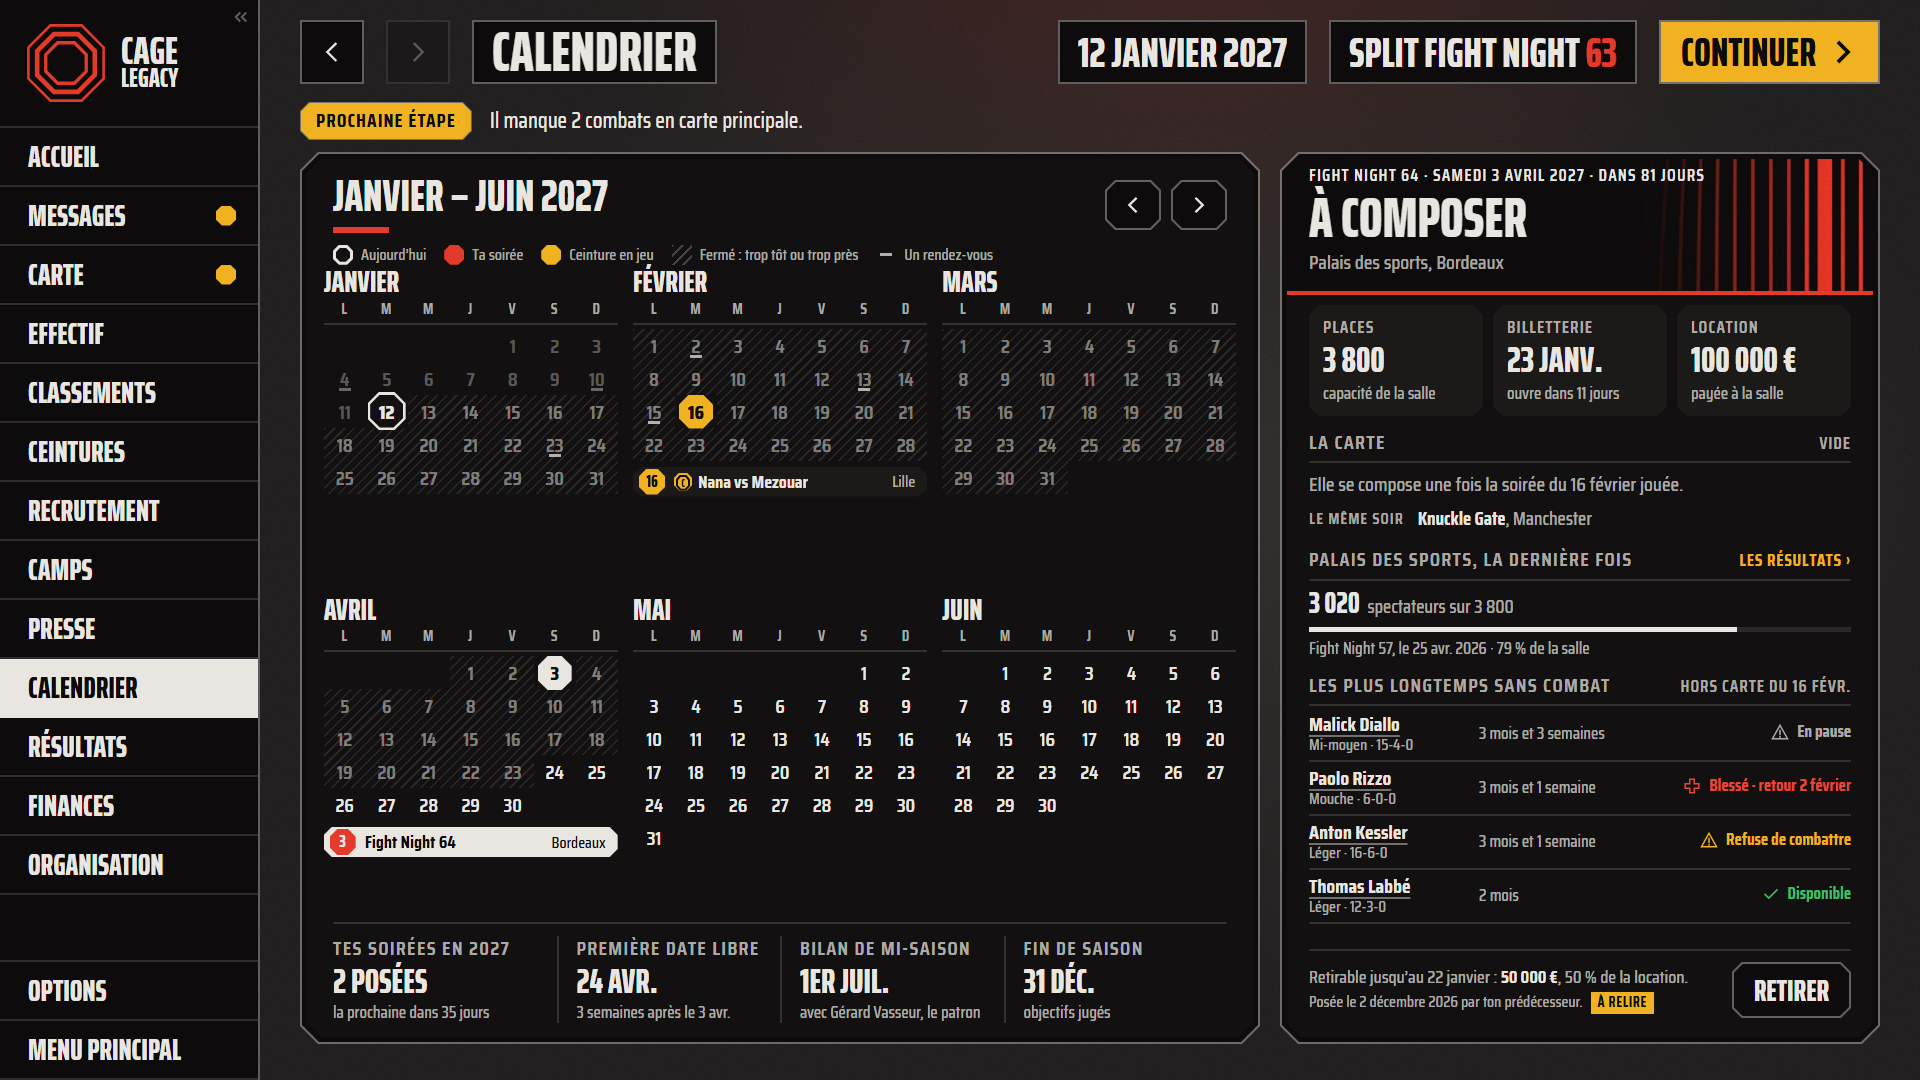 «
CAGE
LEGACY
ACCUEIL
MESSAGES
CARTE
EFFECTIF
CLASSEMENTS
CEINTURES
RECRUTEMENT
CAMPS
PRESSE
CALENDRIER
RÉSULTATS
FINANCES
ORGANISATION
OPTIONS
MENU PRINCIPAL
CALENDRIER
12 JANVIER 2027
SPLIT FIGHT NIGHT 63
CONTINUER
PROCHAINE ÉTAPE Il manque 2 combats en carte principale.
JANVIER – JUIN 2027
Aujourd'hui Ta soirée Ceinture en jeu Fermé : trop tôt ou trop près Un rendez-vous
JANVIER
L M M J V S D
1 2 3
4 5 6 7 8 9 10
11 12 13 14 15 16 17
18 19 20 21 22 23 24
25 26 27 28 29 30 31
FÉVRIER
L M M J V S D
1 2 3 4 5 6 7
8 9 10 11 12 13 14
15 16 17 18 19 20 21
22 23 24 25 26 27 28
16 Nana vs Mezouar Lille
MARS
L M M J V S D
1 2 3 4 5 6 7
8 9 10 11 12 13 14
15 16 17 18 19 20 21
22 23 24 25 26 27 28
29 30 31
AVRIL
L M M J V S D
1 2 3 4
5 6 7 8 9 10 11
12 13 14 15 16 17 18
19 20 21 22 23 24 25
26 27 28 29 30
3 Fight Night 64 Bordeaux
MAI
L M M J V S D
1 2
3 4 5 6 7 8 9
10 11 12 13 14 15 16
17 18 19 20 21 22 23
24 25 26 27 28 29 30
31
JUIN
L M M J V S D
1 2 3 4 5 6
7 8 9 10 11 12 13
14 15 16 17 18 19 20
21 22 23 24 25 26 27
28 29 30
TES SOIRÉES EN 2027
2 POSÉES
la prochaine dans 35 jours
PREMIÈRE DATE LIBRE
24 AVR.
3 semaines après le 3 avr.
BILAN DE MI-SAISON
1ER JUIL.
avec Gérard Vasseur, le patron
FIN DE SAISON
31 DÉC.
objectifs jugés
FIGHT NIGHT 64 · SAMEDI 3 AVRIL 2027 · DANS 81 JOURS
À COMPOSER
Palais des sports, Bordeaux
PLACES
3 800
capacité de la salle
BILLETTERIE
23 JANV.
ouvre dans 11 jours
LOCATION
100 000 €
payée à la salle
LA CARTE VIDE
Elle se compose une fois la soirée du 16 février jouée.
LE MÊME SOIR Knuckle Gate, Manchester
PALAIS DES SPORTS, LA DERNIÈRE FOIS LES RÉSULTATS ›
3 020 spectateurs sur 3 800
Fight Night 57, le 25 avr. 2026 · 79 % de la salle
LES PLUS LONGTEMPS SANS COMBAT HORS CARTE DU 16 FÉVR.
Malick Diallo
Mi-moyen · 15-4-0
3 mois et 3 semaines
En pause
Paolo Rizzo
Mouche · 6-0-0
3 mois et 1 semaine
Blessé · retour 2 février
Anton Kessler
Léger · 16-6-0
3 mois et 1 semaine
Refuse de combattre
Thomas Labbé
Léger · 12-3-0
2 mois
Disponible
Retirable jusqu'au 22 janvier : 50 000 €, 50 % de la location.
Posée le 2 décembre 2026 par ton prédécesseur. À RELIRE
RETIRER